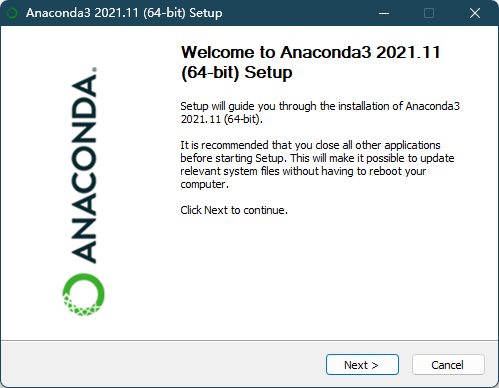 Anaconda3 2021.11 (64-bit) Setup
Welcome to Anaconda3 2021.11
(64-bit) Setup
Setup will guide you through the installation of Anaconda3
2021.11 (64-bit).
It is recommended that you close all other applications
before starting Setup. This will make it possible to update
relevant system files without having to reboot your
computer.
Click Next to continue.
ANACONDA.
Next >
Cancel